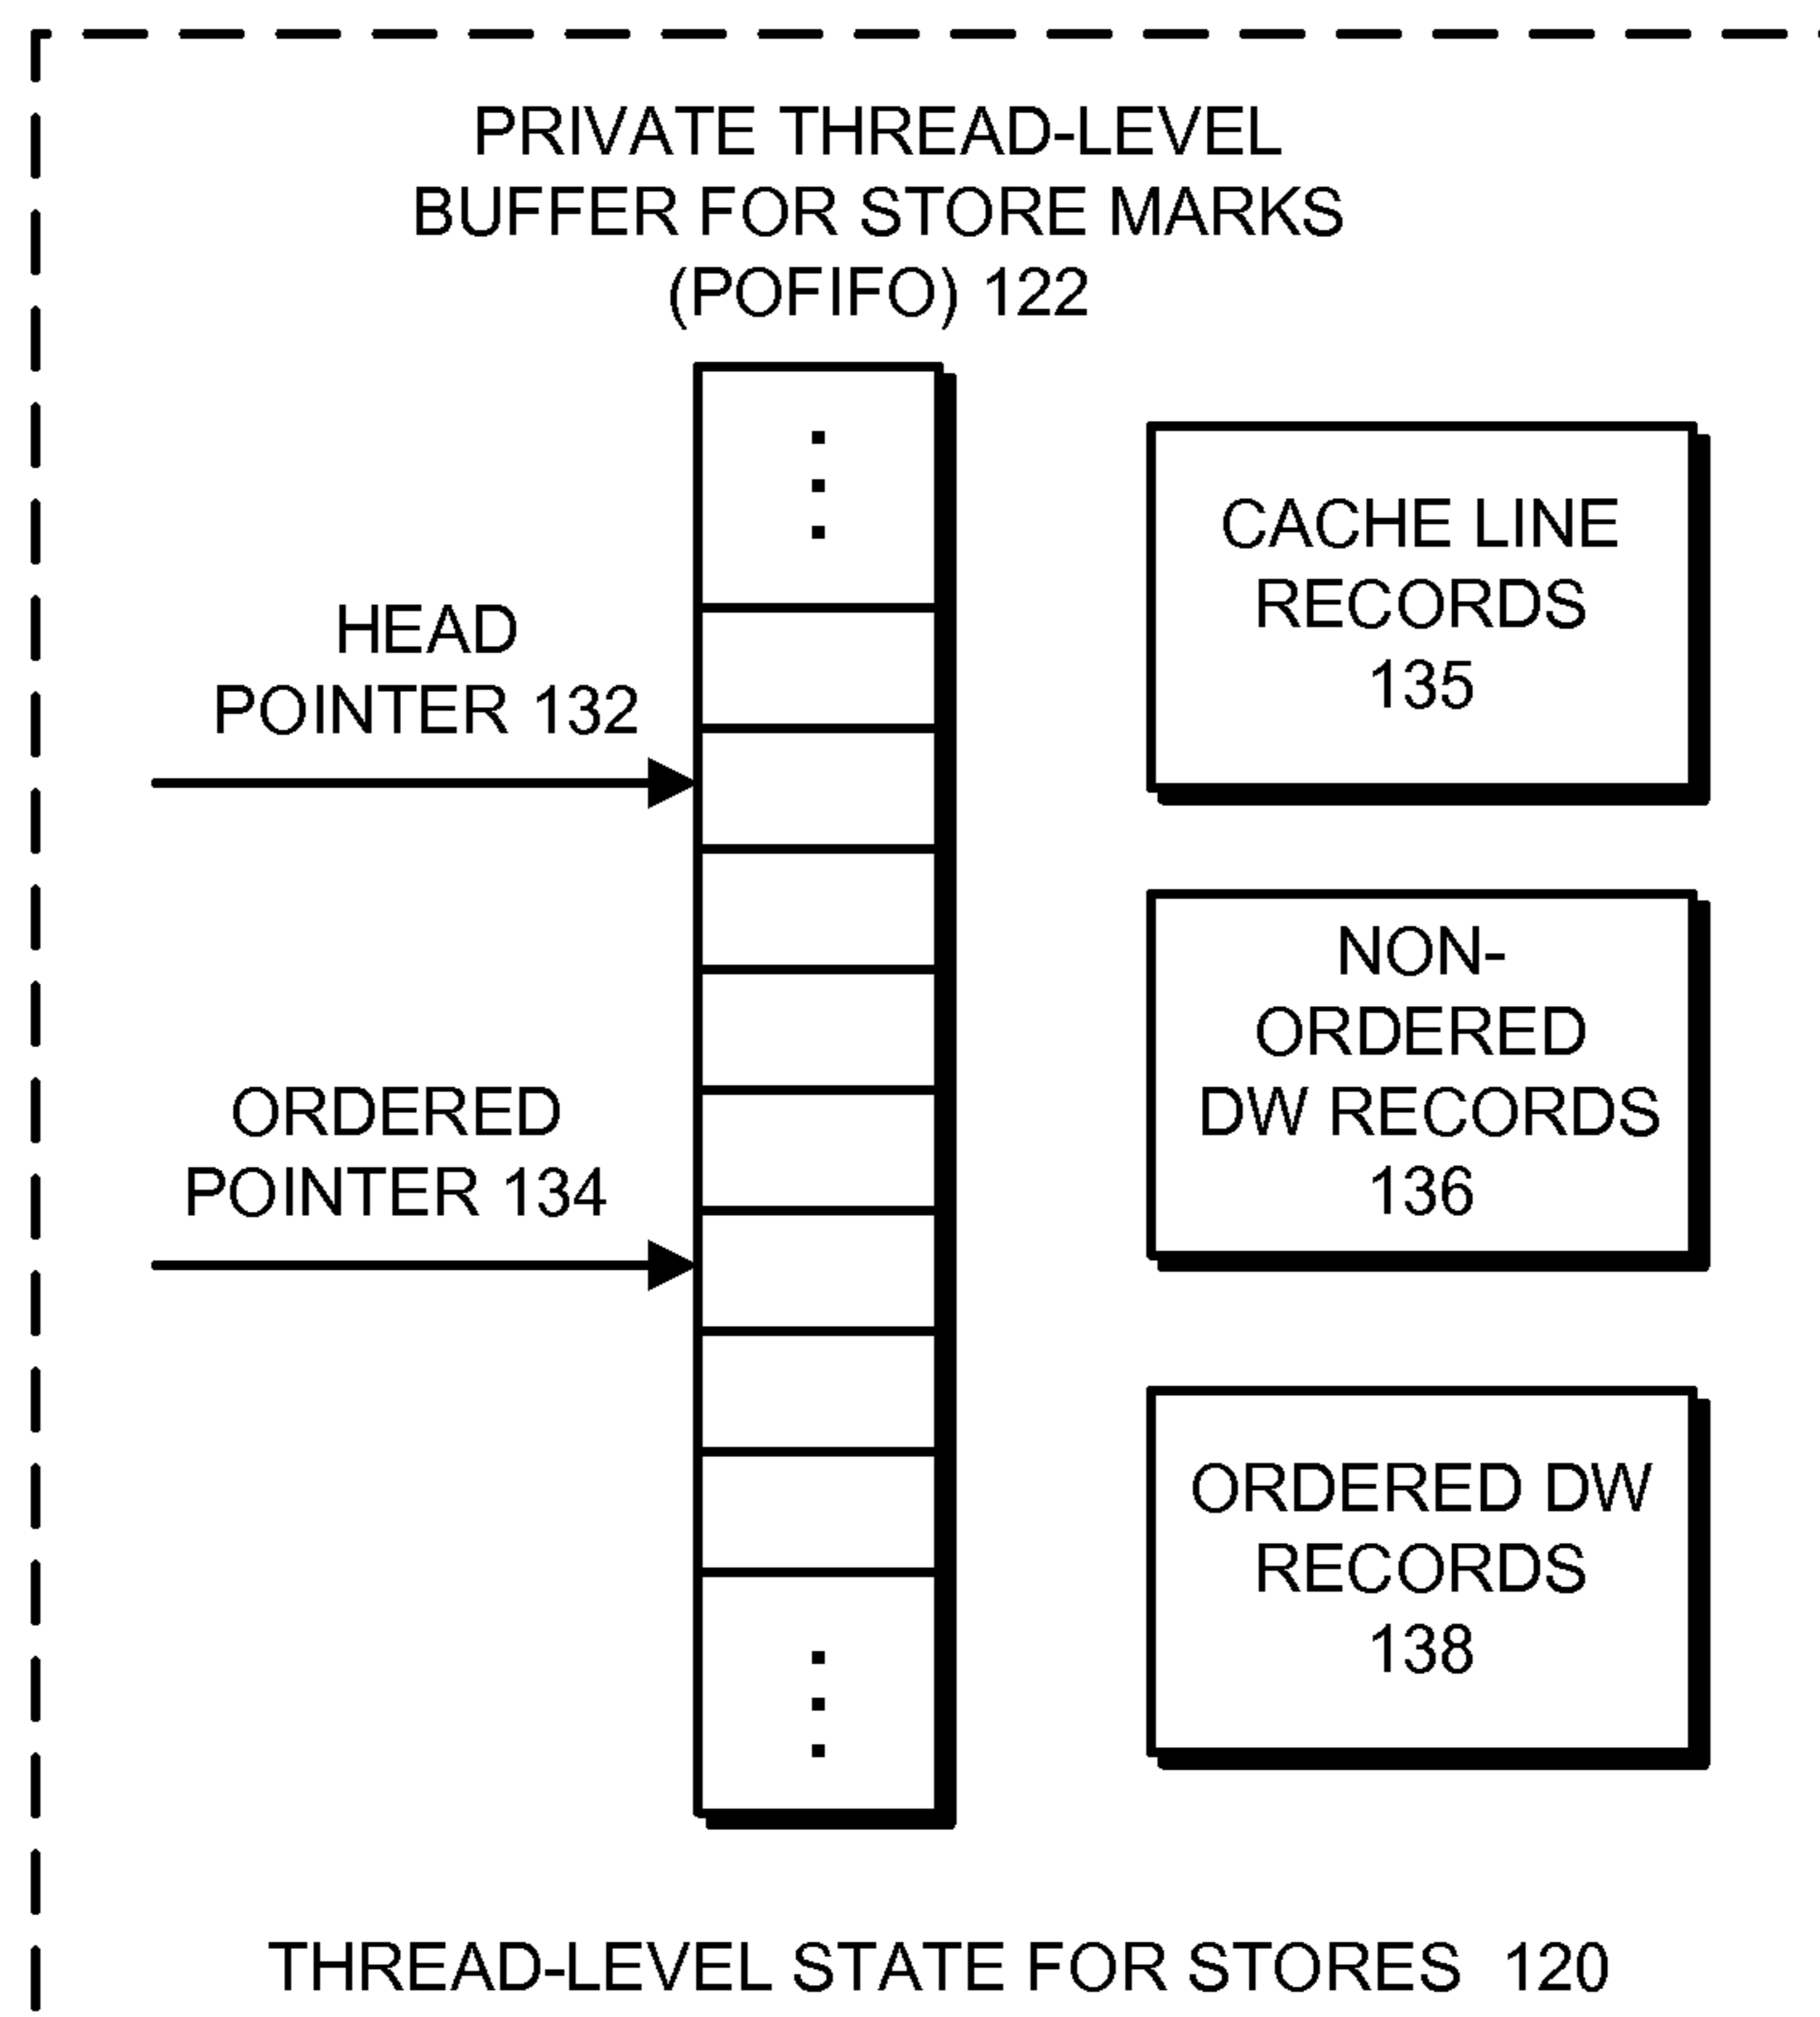 PRIVATE THREAD-LEVEL
BUFFER FOR STORE MARKS
(POFIFO) 122
HEAD
POINTER 132
ORDERED
POINTER 134
CACHE LINE
RECORDS
135
NON-
ORDERED
DW RECORDS
136
ORDERED DW
RECORDS
138
THREAD-LEVEL STATE FOR STORES 120